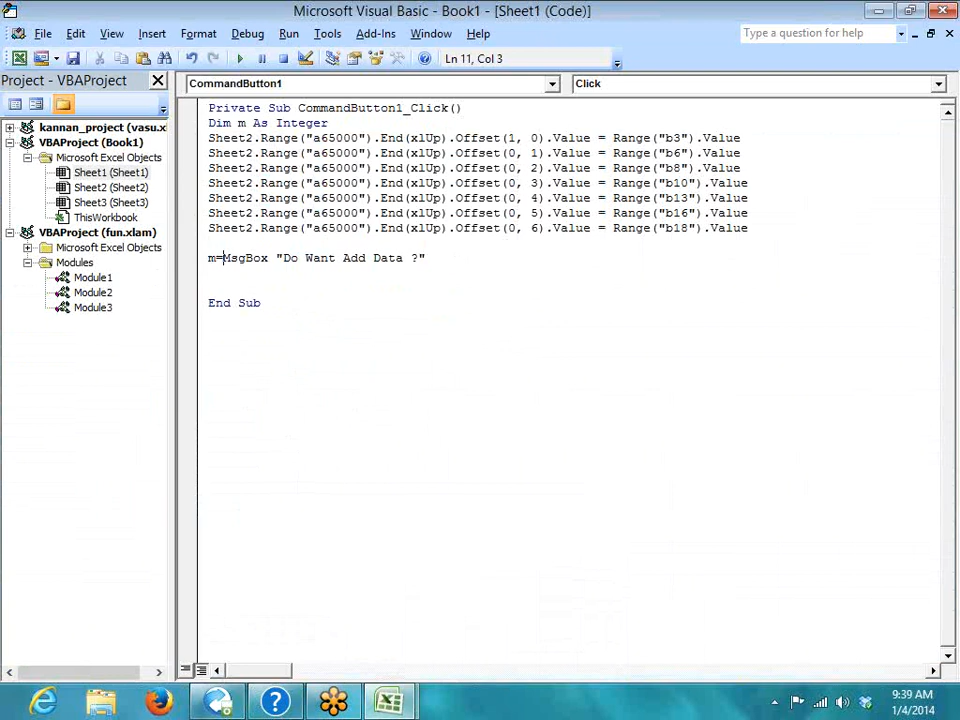 Microsoft Visual Basic - Book1 - [Sheet1 (Code)]
File Edit View Insert Format Debug Run Tools Add-Ins Window Help
Type a question for help
Ln 11, Col 3
Project - VBAProject
CommandButton1
Click
kannan_project (vasu.x
VBAProject (Book1)
Microsoft Excel Objects
Sheet1 (Sheet1)
Sheet2 (Sheet2)
Sheet3 (Sheet3)
ThisWorkbook
VBAProject (fun.xlam)
Microsoft Excel Objects
Modules
Module1
Module2
Module3
Private Sub CommandButton1_Click()
Dim m As Integer
Sheet2.Range("a65000").End(xlUp).Offset(1, 0).Value = Range("b3").Value
Sheet2.Range("a65000").End(xlUp).Offset(0, 1).Value = Range("b6").Value
Sheet2.Range("a65000").End(xlUp).Offset(0, 2).Value = Range("b8").Value
Sheet2.Range("a65000").End(xlUp).Offset(0, 3).Value = Range("b10").Value
Sheet2.Range("a65000").End(xlUp).Offset(0, 4).Value = Range("b13").Value
Sheet2.Range("a65000").End(xlUp).Offset(0, 5).Value = Range("b16").Value
Sheet2.Range("a65000").End(xlUp).Offset(0, 6).Value = Range("b18").Value
m=MsgBox "Do Want Add Data ?"
End Sub
9:39 AM
1/4/2014